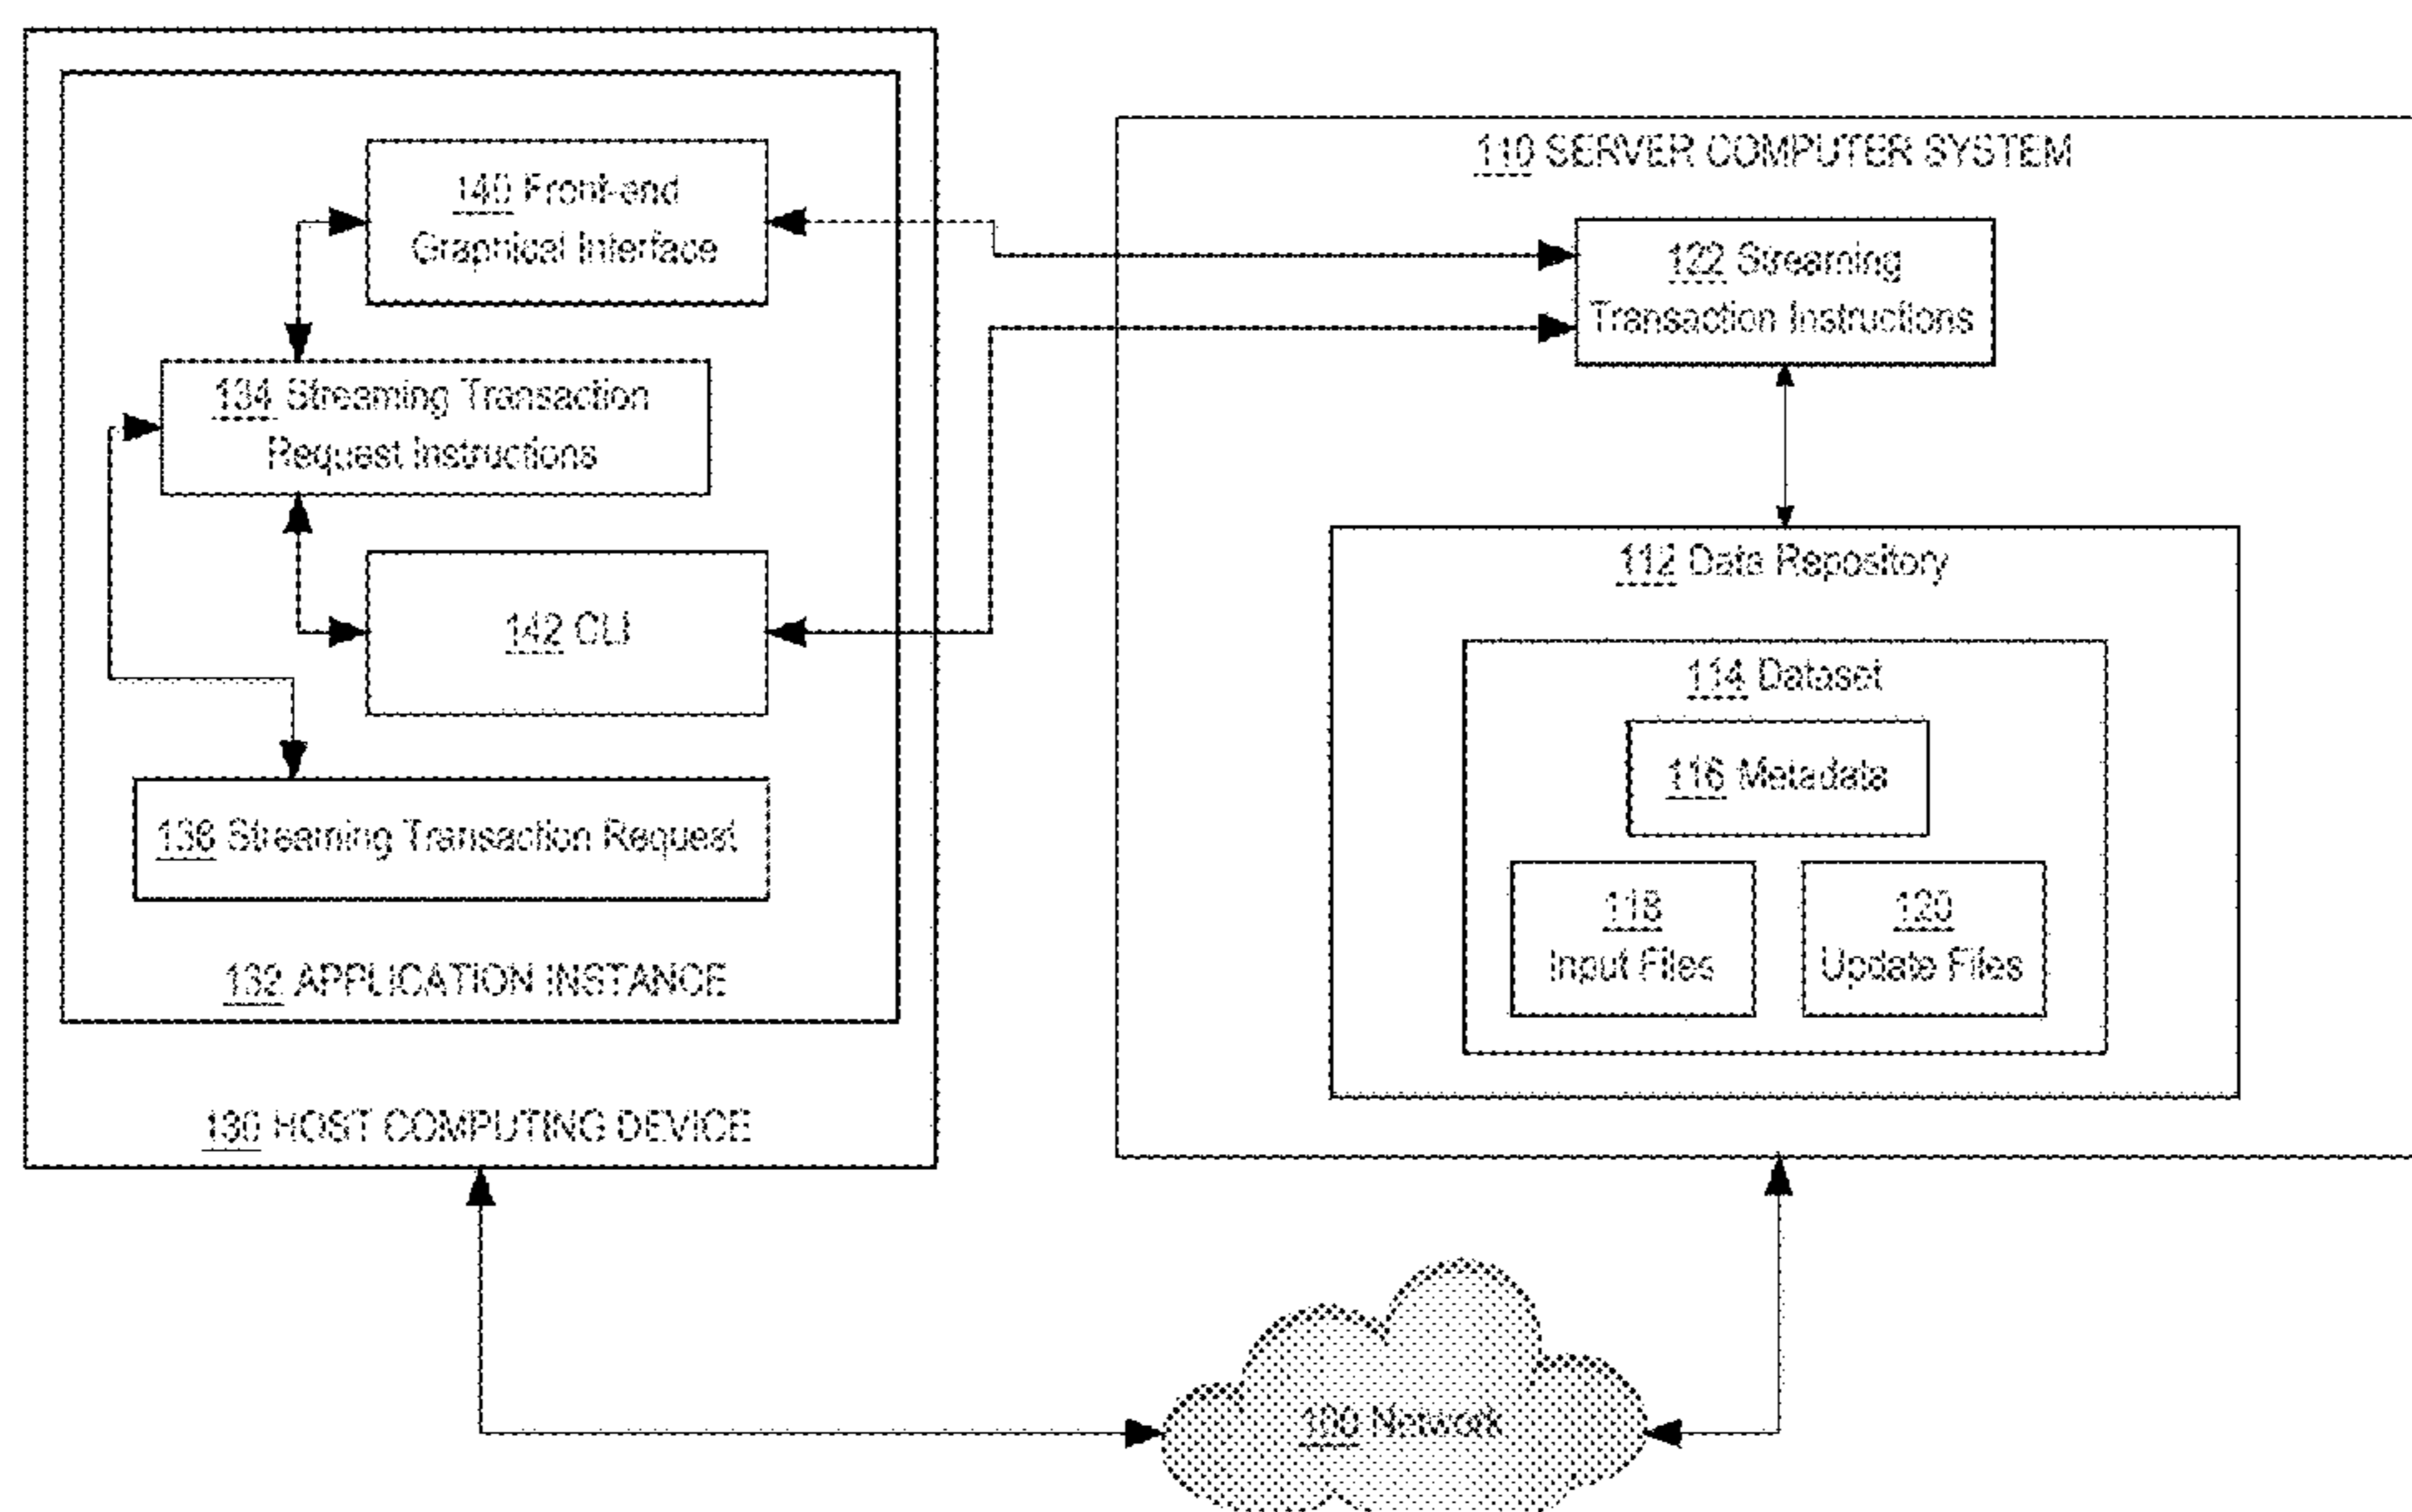 140 Front-end
Graphical Interface
134 Streaming Transaction
Request Instructions
142 CLI
136 Streaming Transaction Request
132 APPLICATION INSTANCE
130 HOST COMPUTING DEVICE
110 SERVER COMPUTER SYSTEM
122 Streaming
Transaction Instructions
112 Data Repository
114 Dataset
116 Metadata
118
Input Files
120
Update Files
100 Network